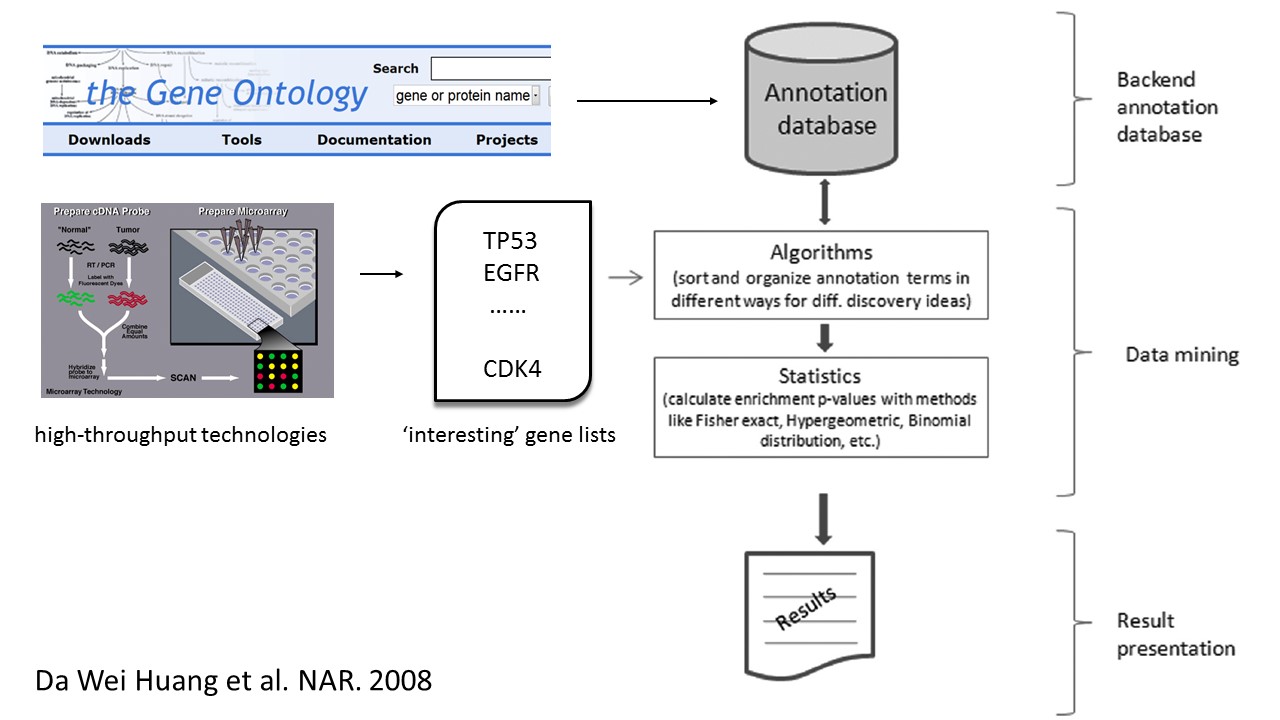 Search
the Gene Ontology
gene or protein name
Downloads Tools Documentation Projects
Annotation
database
Backend
annotation
database
Prepare cDNA Probe
Prepare Microarray
"Normal" Tumor
RT / PCR
Label with
Fluorescent Dyes
Combine
Equal
Amounts
Hybridize
probe to
microarray
SCAN
Microarray Technology
high-throughput technologies
TP53
EGFR
......
CDK4
‘interesting’ gene lists
Algorithms
(sort and organize annotation terms in
different ways for diff. discovery ideas)
Statistics
(calculate enrichment p-values with methods
like Fisher exact, Hypergeometric, Binomial
distribution, etc.)
Data mining
Results
Result
presentation
Da Wei Huang et al. NAR. 2008